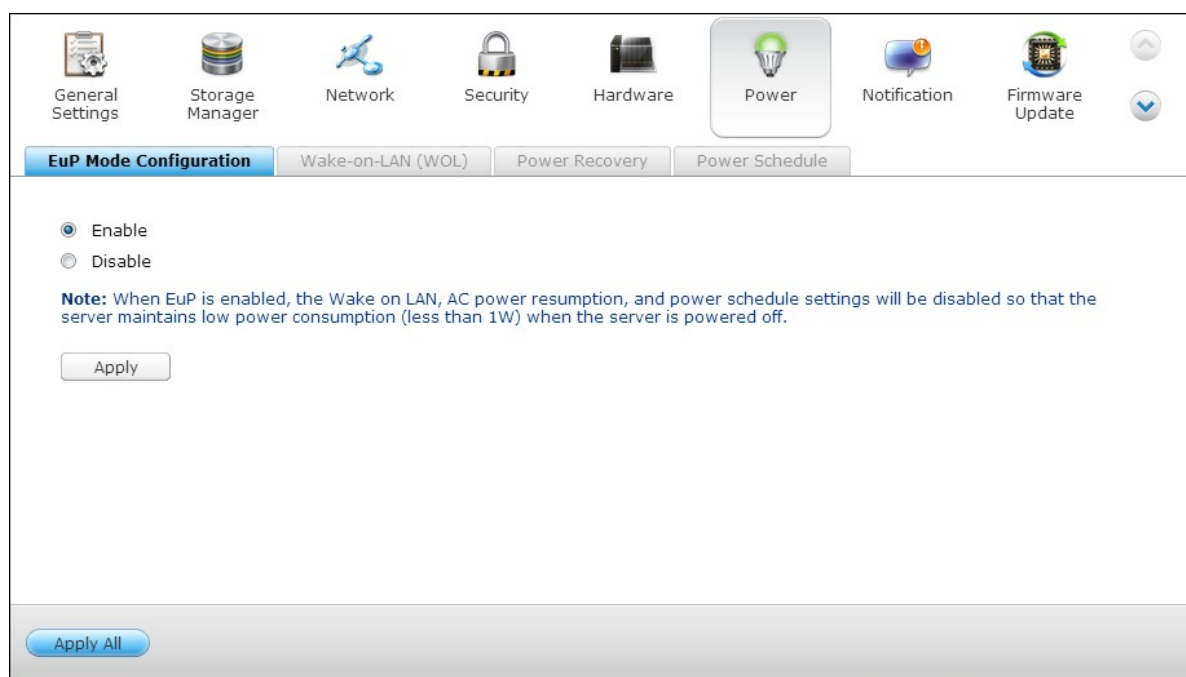 General Settings
Storage Manager
Network
Security
Hardware
Power
Notification
Firmware Update
EuP Mode Configuration
Wake-on-LAN (WOL)
Power Recovery
Power Schedule
Enable
Disable
Note: When EuP is enabled, the Wake on LAN, AC power resumption, and power schedule settings will be disabled so that the
server maintains low power consumption (less than 1W) when the server is powered off.
Apply
Apply All